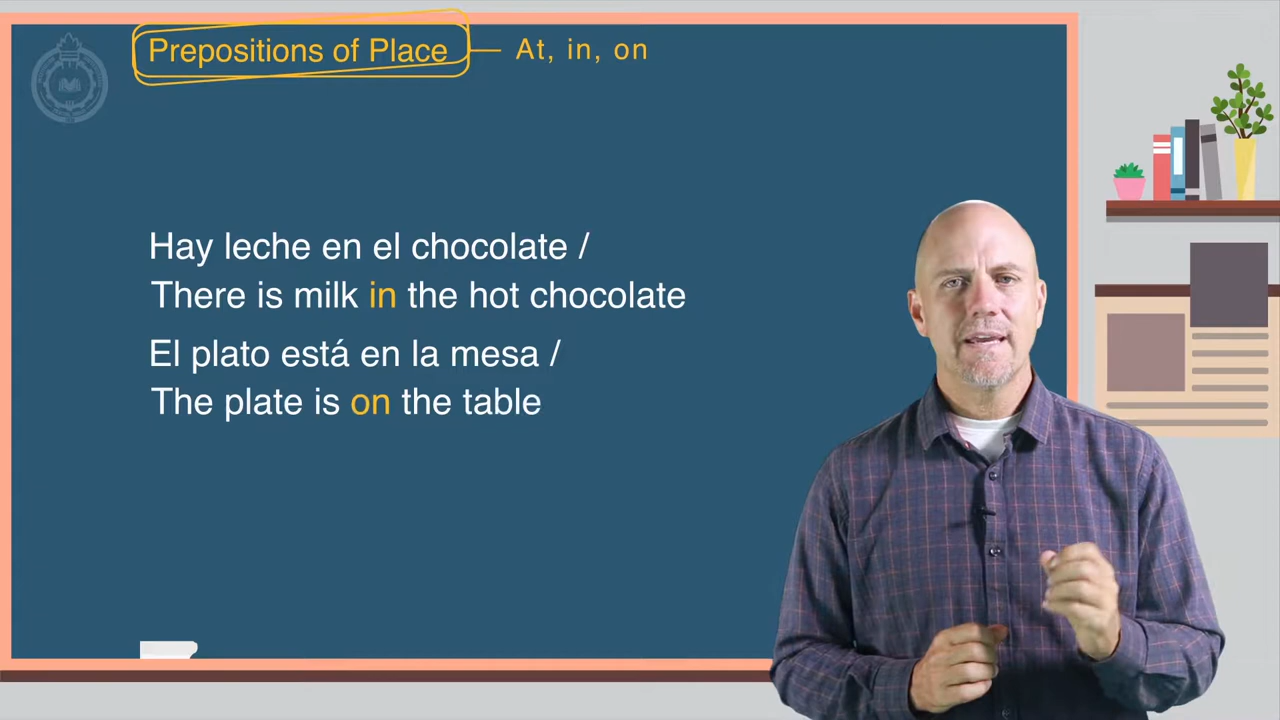 Prepositions of Place — At, in, on
Hay leche en el chocolate /
There is milk in the hot chocolate
El plato está en la mesa /
The plate is on the table